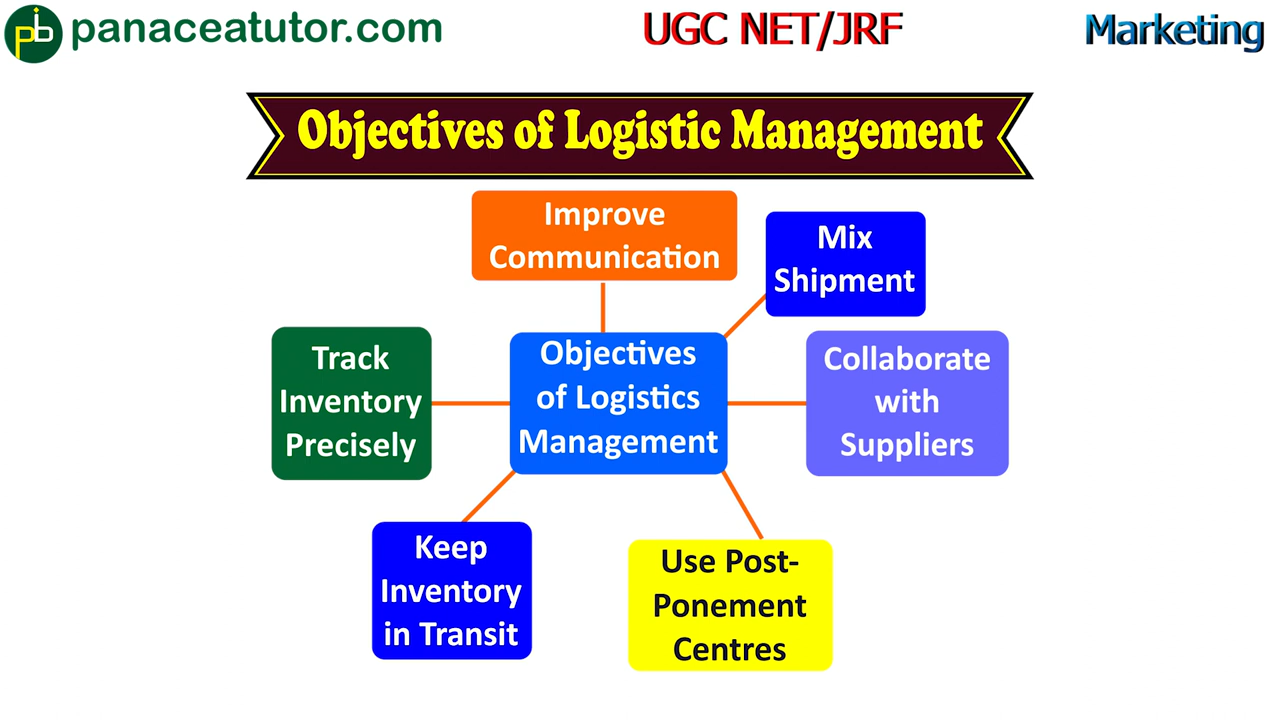 pb panaceatutor.com
UGC NET/JRF
Marketing
Objectives of Logistic Management
Improve
Communication
Mix
Shipment
Track
Inventory
Precisely
Objectives
of Logistics
Management
Collaborate
with
Suppliers
Keep
Inventory
in Transit
Use Post-
Ponement
Centres